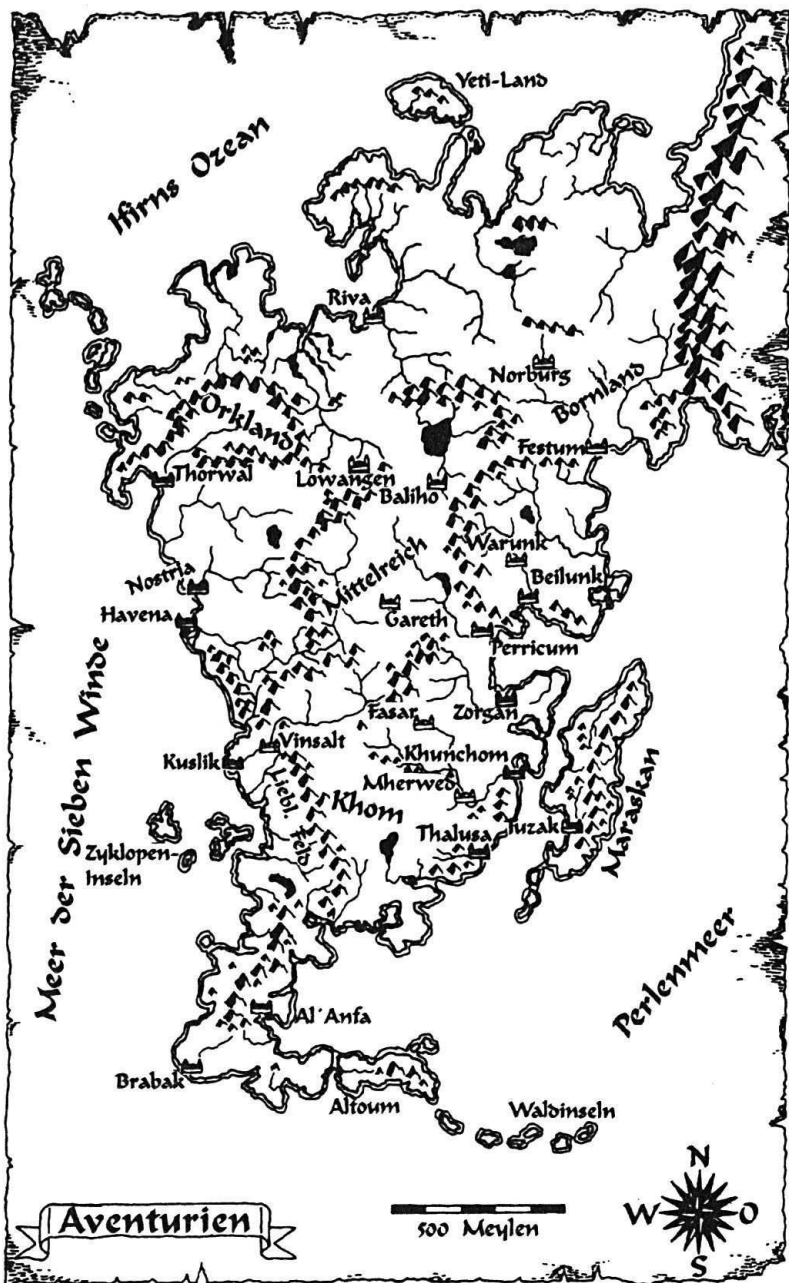 Yeti-Land
Ifirns Ozean
Riva
Norburg
Bornland
Orkland
Festum
Thorwal
Lowangen
Baliho
Warunk
Mittelreich
Beilunk
Nostria
Gareth
Havena
Perricum
Fasar
Zorgan
Vinsalt
Khunchom
Kuslik
Mherwed
Liebl.
Feld
Khom
Thalusa
Tuzak
Maraskan
Zyklopen-
Inseln
Meer der Sieben Winde
Perlenmeer
Al'Anfa
Brabak
Altoum
Waldinseln
N
W O
S
Aventurien
500 Meylen